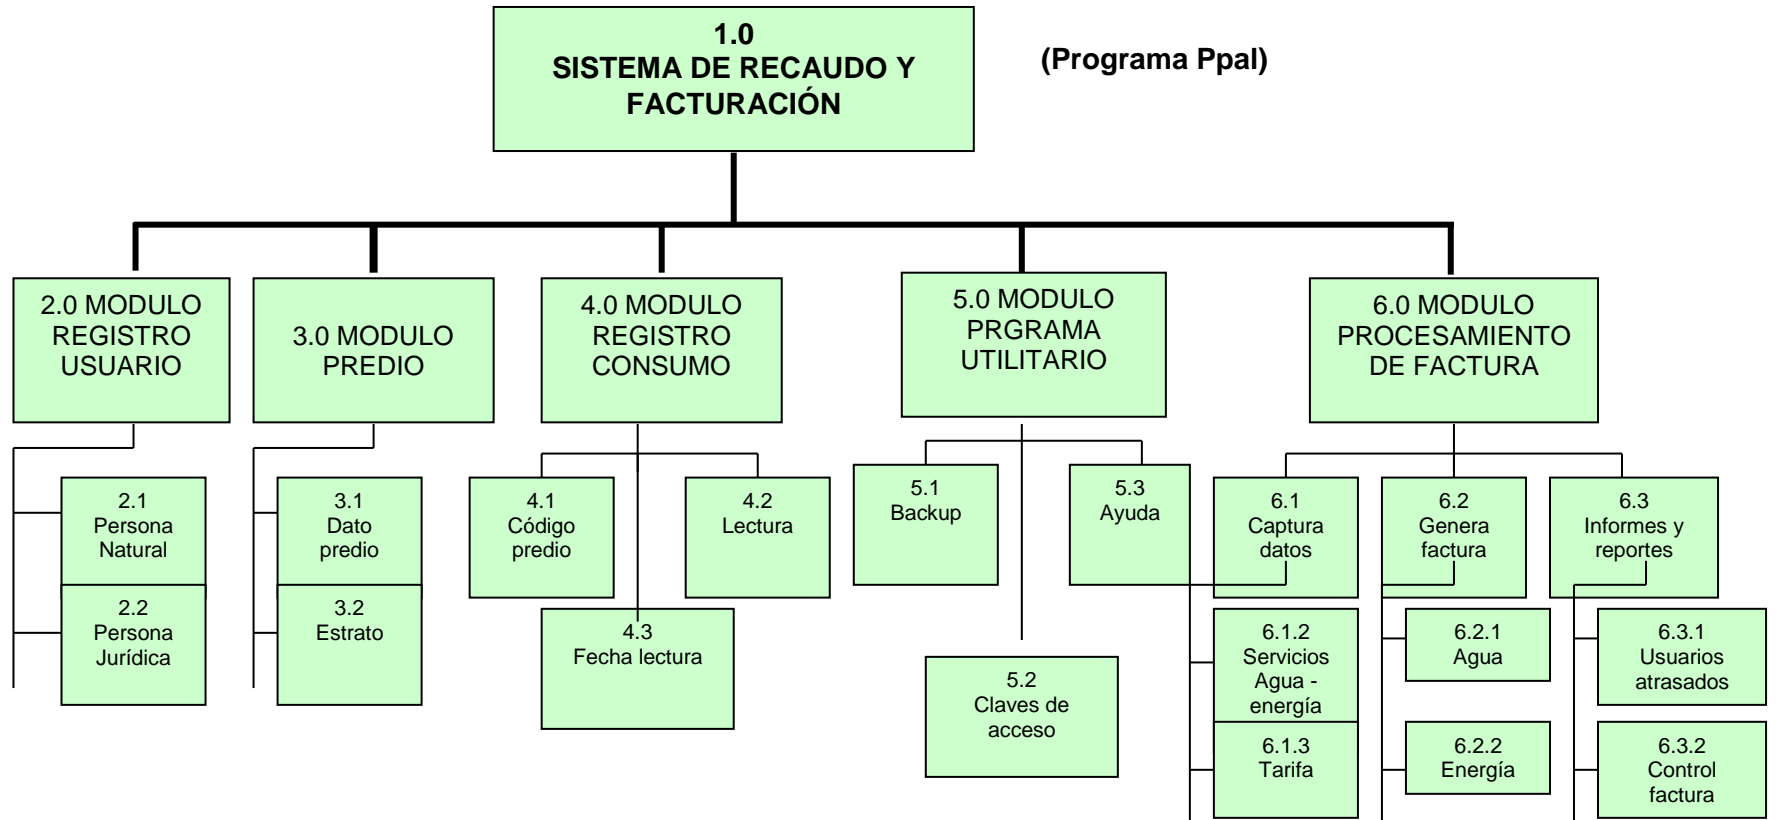 1.0
SISTEMA DE RECAUDO Y
FACTURACIÓN
(Programa Ppal)
2.0 MODULO
REGISTRO
USUARIO
3.0 MODULO
PREDIO
4.0 MODULO
REGISTRO
CONSUMO
5.0 MODULO
PRGRAMA
UTILITARIO
6.0 MODULO
PROCESAMIENTO
DE FACTURA
2.1
Persona
Natural
2.2
Persona
Jurídica
3.1
Dato
predio
3.2
Estrato
4.1
Código
predio
4.2
Lectura
4.3
Fecha lectura
5.1
Backup
5.3
Ayuda
5.2
Claves de
acceso
6.1
Captura
datos
6.2
Genera
factura
6.3
Informes y
reportes
6.1.2
Servicios
Agua -
energía
6.1.3
Tarifa
6.2.1
Agua
6.2.2
Energía
6.3.1
Usuarios
atrasados
6.3.2
Control
factura